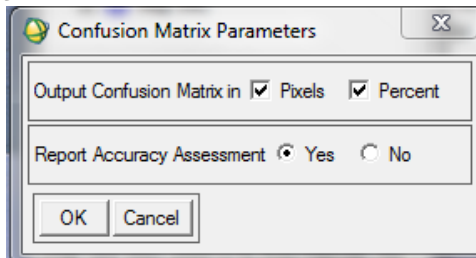 Confusion Matrix Parameters
Output Confusion Matrix in Pixels Percent
Report Accuracy Assessment Yes No
OK Cancel